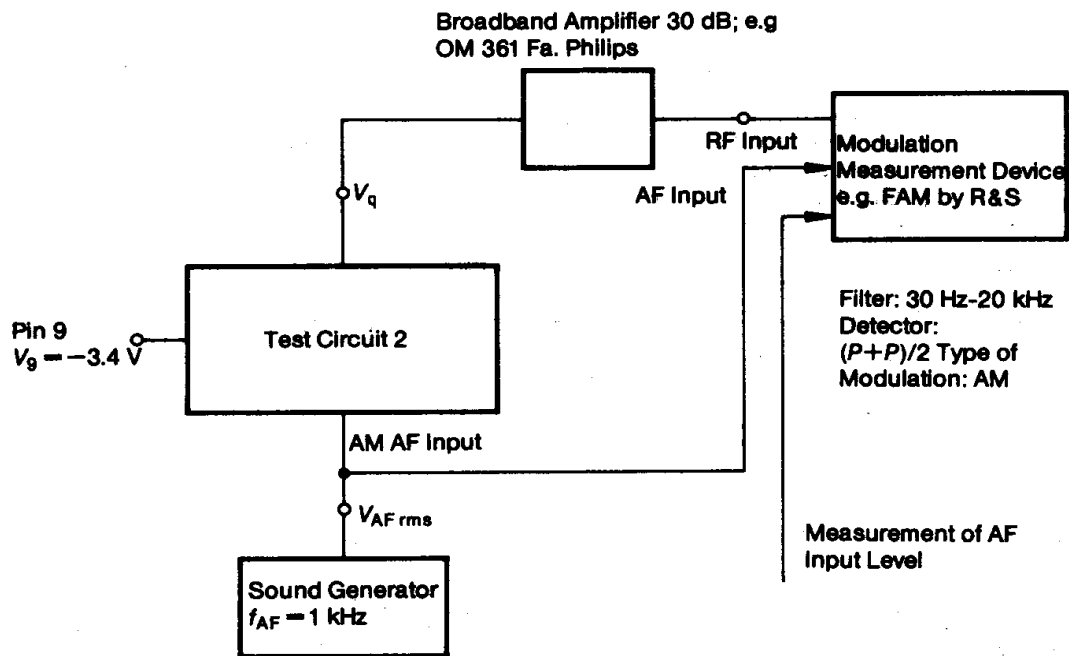 Broadband Amplifier 30 dB; e.g
OM 361 Fa. Philips
RF Input
Modulation
Measurement Device
e.g. FAM by R&S
AF Input
Vq
Filter: 30 Hz-20 kHz
Detector:
(P+P)/2 Type of
Modulation: AM
Pin 9
V9 = −3.4 V
Test Circuit 2
AM AF Input
VAF rms
Measurement of AF
Input Level
Sound Generator
fAF = 1 kHz